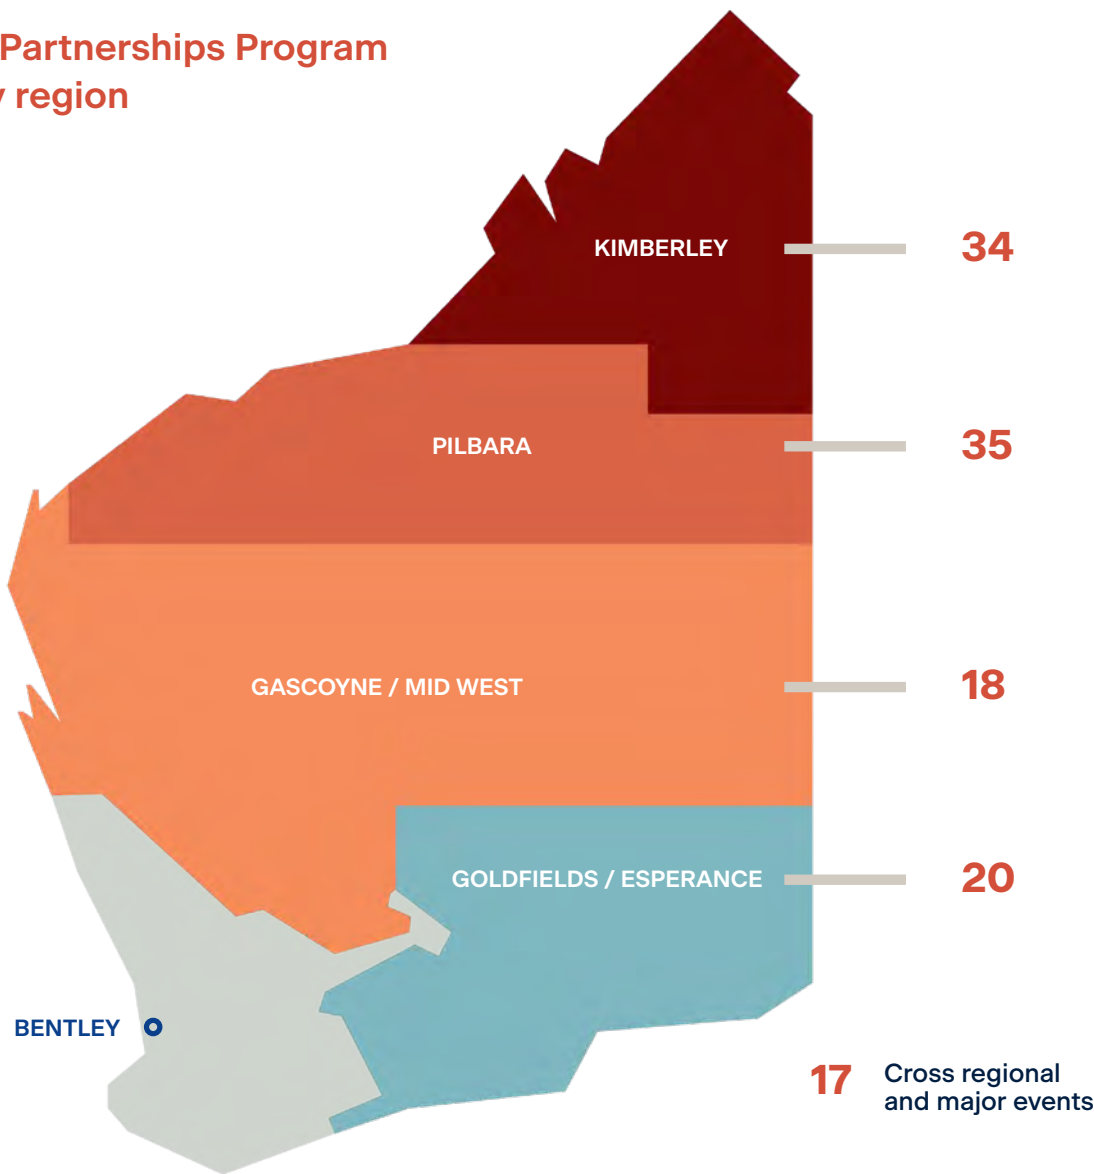 Partnerships Program
region
KIMBERLEY
34
PILBARA
35
GASCOYNE / MID WEST
18
GOLDFIELDS / ESPERANCE
20
BENTLEY
17
Cross regional
and major events